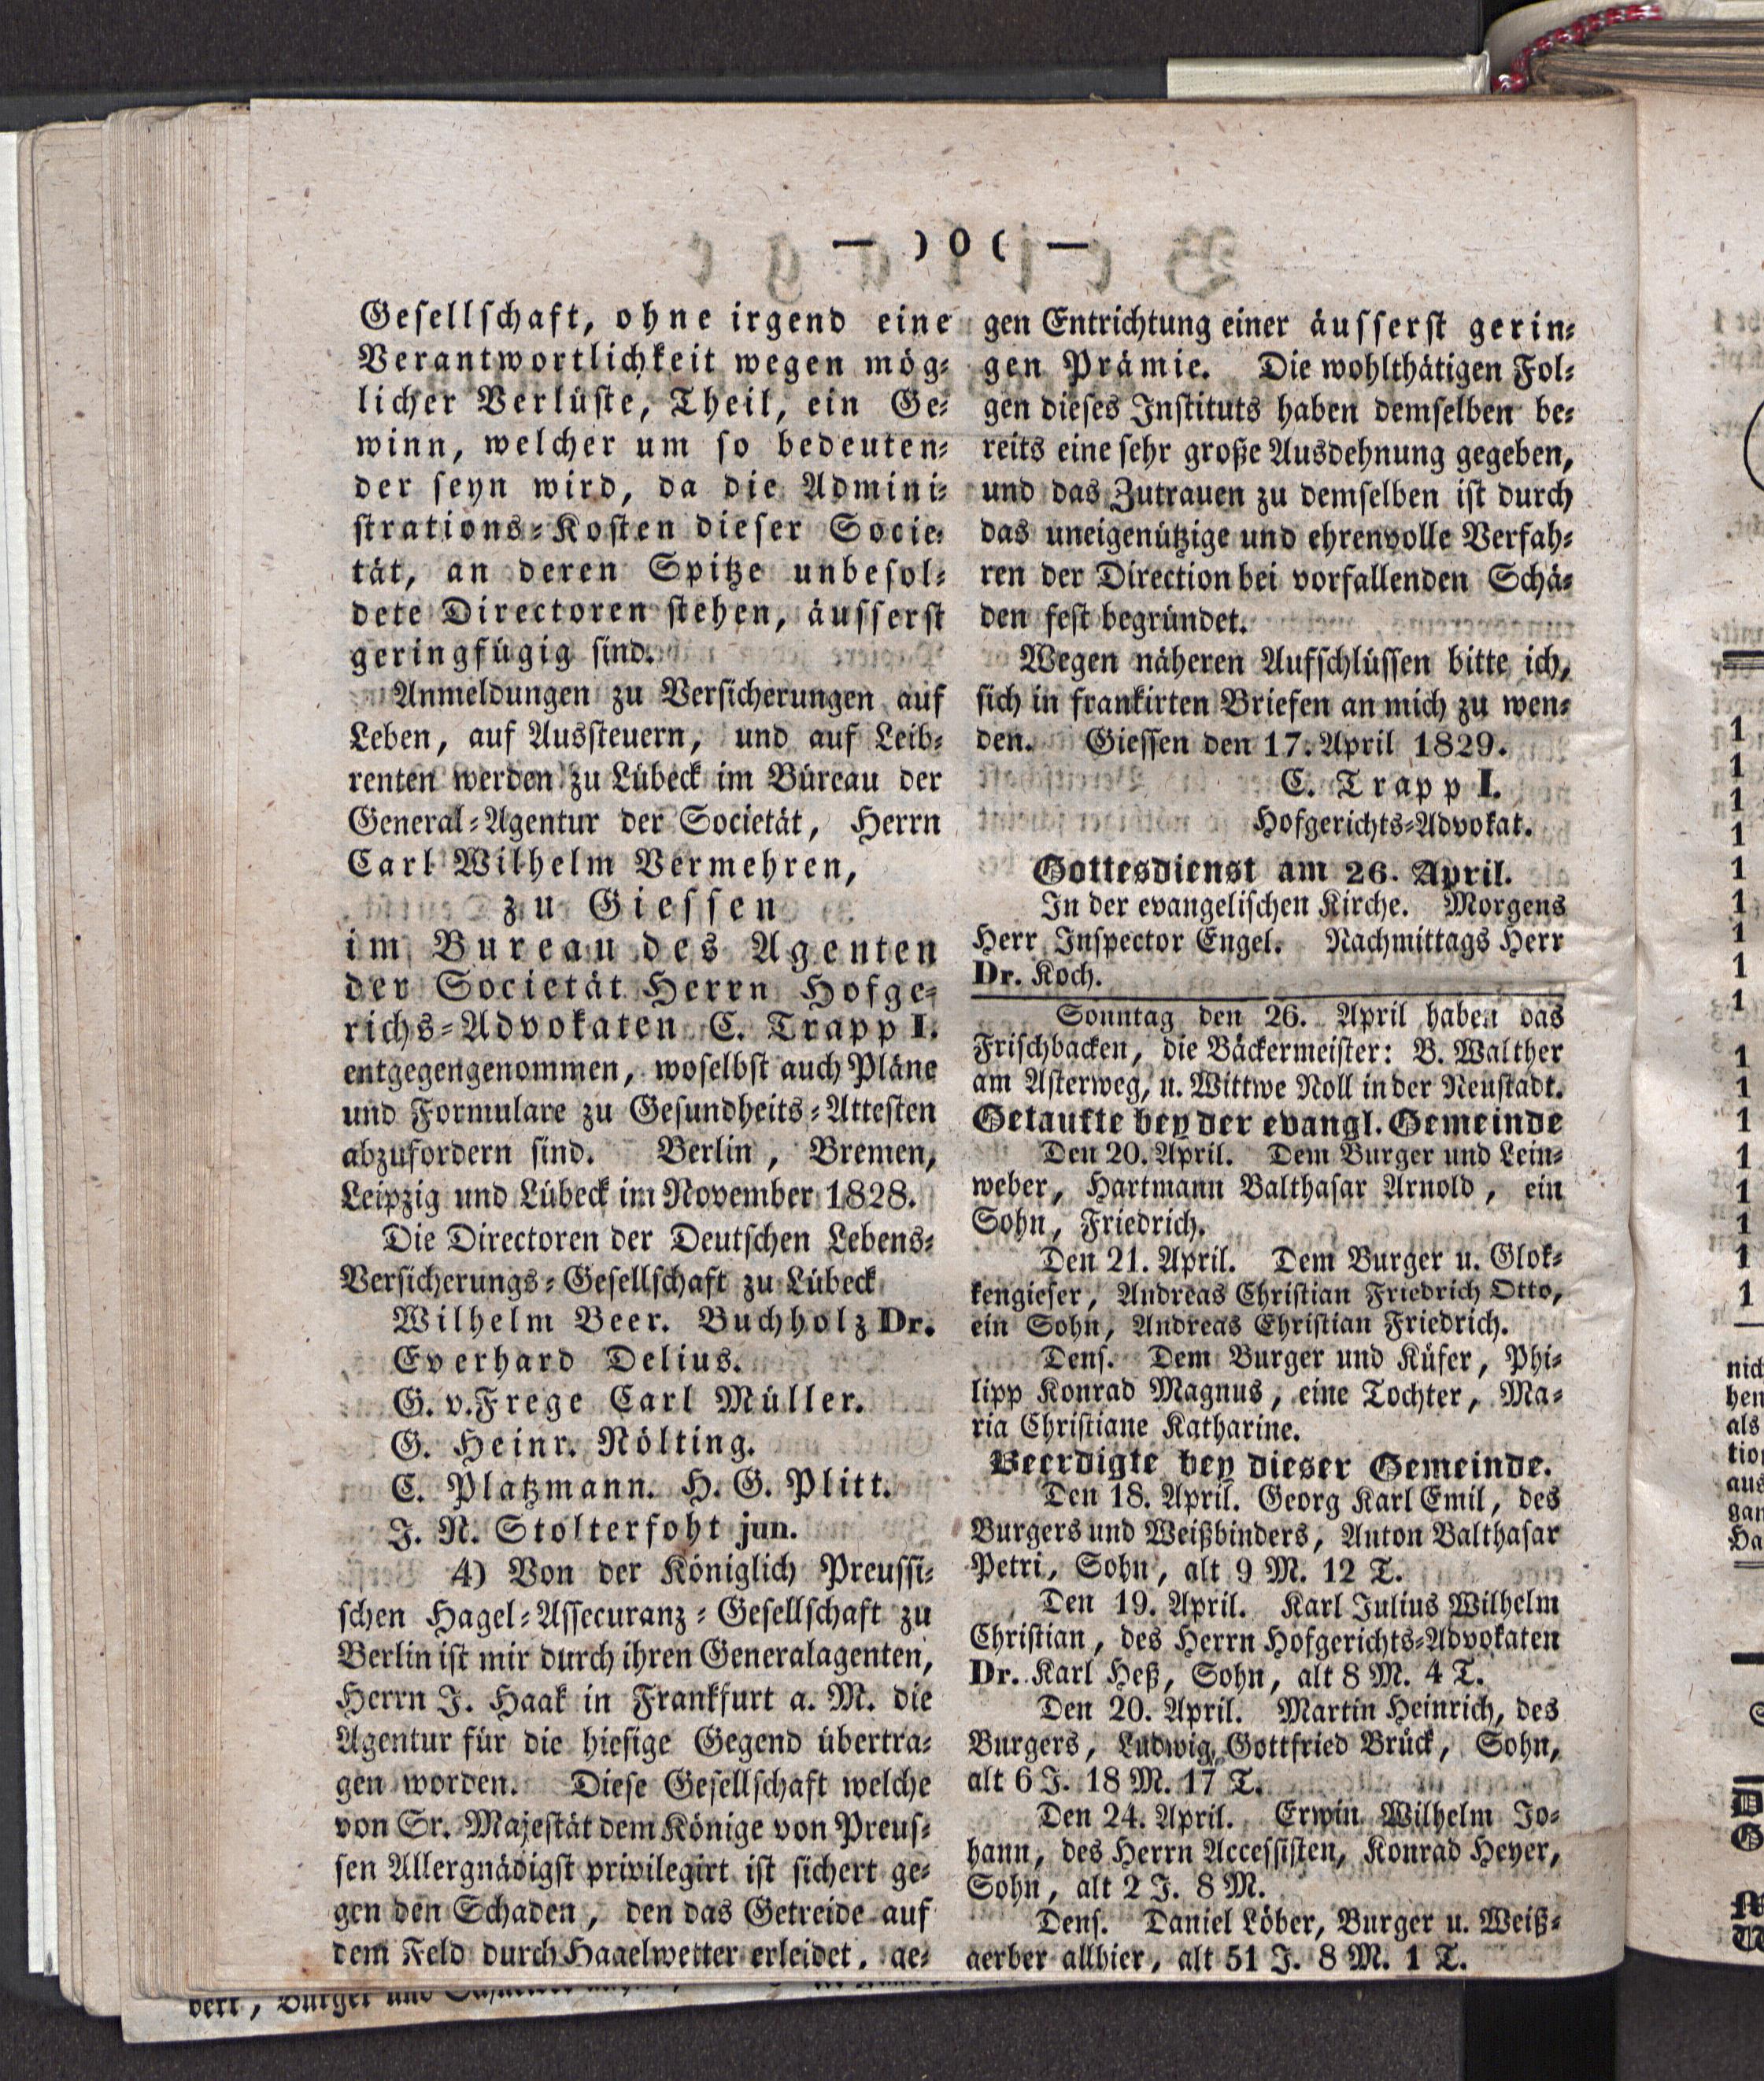 — ) 0 ( —
Gesellschaft, ohne irgend eine
Verantwortlichkeit wegen mög-
licher Verlüste, Theil, ein Ge-
winn, welcher um so bedeuten-
der seyn wird, da die Admini-
strations-Kosten dieser Socie-
tät, an deren Spitze unbesol-
dete Directoren stehen, äusserst
geringfügig sind.
Anmeldungen zu Versicherungen auf
Leben, auf Aussteuern, und auf Leib-
renten werden zu Lübeck im Büreau der
General-Agentur der Societät, Herrn
Carl Wilhelm Vermehren,
zu Giessen
im Bureau des Agenten
der Societät Herrn Hofge-
richs-Advokaten C. Trapp I.
entgegengenommen, woselbst auch Pläne
und Formulare zu Gesundheits-Attesten
abzufordern sind. Berlin, Bremen,
Leipzig und Lübeck im November 1828.
Die Directoren der Deutschen Lebens-
Versicherungs-Gesellschaft zu Lübeck
Wilhelm Beer. Buchholz Dr.
Everhard Delius.
G. v. Frege Carl Müller.
G. Heinr. Nölting.
C. Platzmann. H. G. Plitt.
J. N. Stolterfoht jun.
4) Von der Königlich Preussi-
schen Hagel-Assecuranz-Gesellschaft zu
Berlin ist mir durch ihren Generalagenten,
Herrn J. Haak in Frankfurt a. M. die
Agentur für die hiesige Gegend übertra-
gen worden. Diese Gesellschaft welche
von Sr. Majestät dem Könige von Preus-
sen Allergnädigst privilegirt ist sichert ge-
gen den Schaden, den das Getreide auf
dem Feld durch Hagelwetter erleidet, ge-
gen Entrichtung einer äusserst gerin-
gen Prämie. Die wohlthätigen Fol-
gen dieses Instituts haben demselben be-
reits eine sehr große Ausdehnung gegeben,
und das Zutrauen zu demselben ist durch
das uneigenützige und ehrenvolle Verfah-
ren der Direction bei vorfallenden Schä-
den fest begründet.
Wegen näheren Aufschlüssen bitte ich,
sich in frankirten Briefen an mich zu wen-
den. Giessen den 17. April 1829.
C. Trapp I.
Hofgerichts-Advokat.
Gottesdienst am 26. April.
In der evangelischen Kirche. Morgens
Herr Inspector Engel. Nachmittags Herr
Dr. Koch.
Sonntag den 26. April haben das
Frischbacken, die Bäckermeister: B. Walther
am Asterweg, u. Wittwe Noll in der Neustadt.
Getaufte bey der evangl. Gemeinde
Den 20. April. Dem Burger und Lein-
weber, Hartmann Balthasar Arnold, ein
Sohn, Friedrich.
Den 21. April. Dem Burger u. Glok-
kengieser, Andreas Christian Friedrich Otto,
ein Sohn, Andreas Christian Friedrich.
Dens. Dem Burger und Küfer, Phi-
lipp Konrad Magnus, eine Tochter, Ma-
ria Christiane Katharine.
Beerdigte bey dieser Gemeinde.
Den 18. April. Georg Karl Emil, des
Burgers und Weißbinders, Anton Balthasar
Petri, Sohn, alt 9 M. 12 T.
Den 19. April. Karl Julius Wilhelm
Christian, des Herrn Hofgerichts-Advokaten
Dr. Karl Heß, Sohn, alt 8 M. 4 T.
Den 20. April. Martin Heinrich, des
Burgers, Ludwig Gottfried Brück, Sohn,
alt 6 J. 18 M. 17 T.
Den 24. April. Erwin Wilhelm Jo-
hann, des Herrn Accessisten, Konrad Heyer,
Sohn, alt 2 J. 8 M.
Dens. Daniel Löber, Burger u. Weiß-
gerber allhier, alt 51 J. 8 M. 1 T.